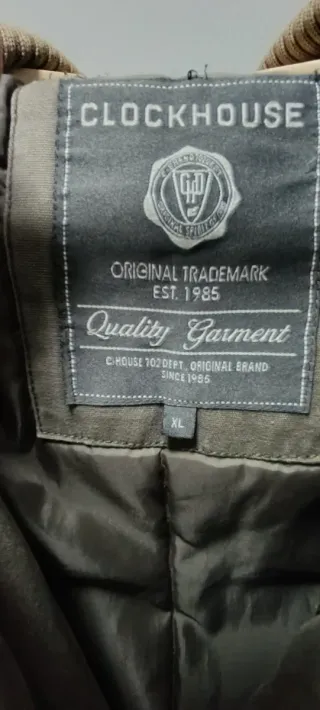 CLOCKHOUSE
ORIGINAL TRADEMARK
EST. 1985
Quality Garment
C·HOUSE 102 DEPT. ORIGINAL BRAND
SINCE 1985
XL